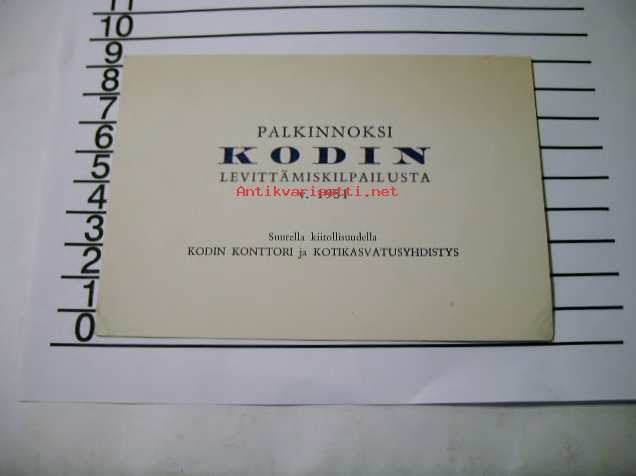 11
10
9
8
7
6
5
4
3
2
1
0
PALKINNOKSI
KODIN
LEVITTÄMISKILPAILUSTA
Antikvariaatti.net
v. 1954
Suurella kiitollisuudella
KODIN KONTTORI ja KOTIKASVATUSYHDISTYS